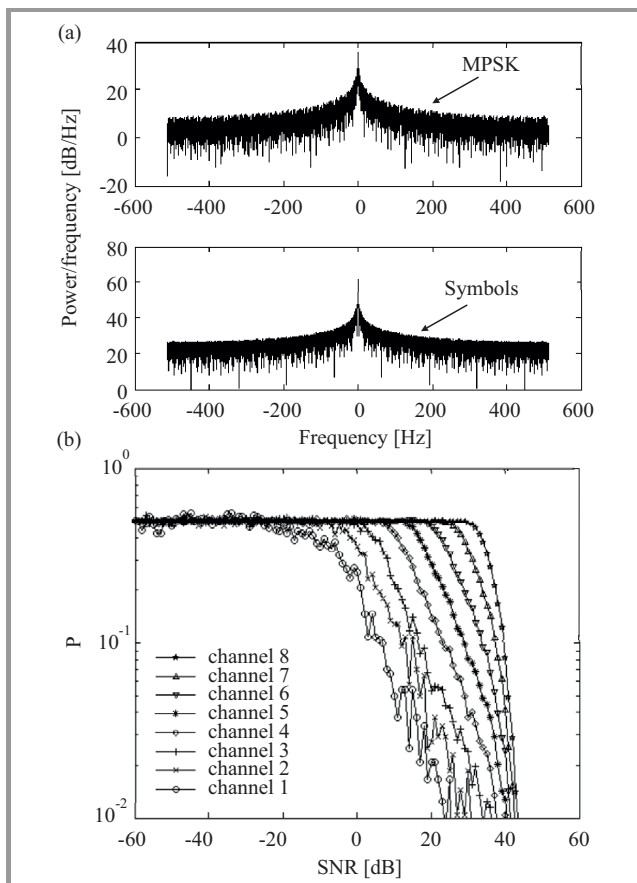 (a)
40
MPSK
20
0
-20
-600 -400 -200 0 200 400 600
Power/frequency [dB/Hz]
80
60
Symbols
40
20
0
-600 -400 -200 0 200 400 600
Frequency [Hz]
(b)
10^0
10^-1
10^-2
P
channel 8
channel 7
channel 6
channel 5
channel 4
channel 3
channel 2
channel 1
-60 -40 -20 0 20 40 60
SNR [dB]